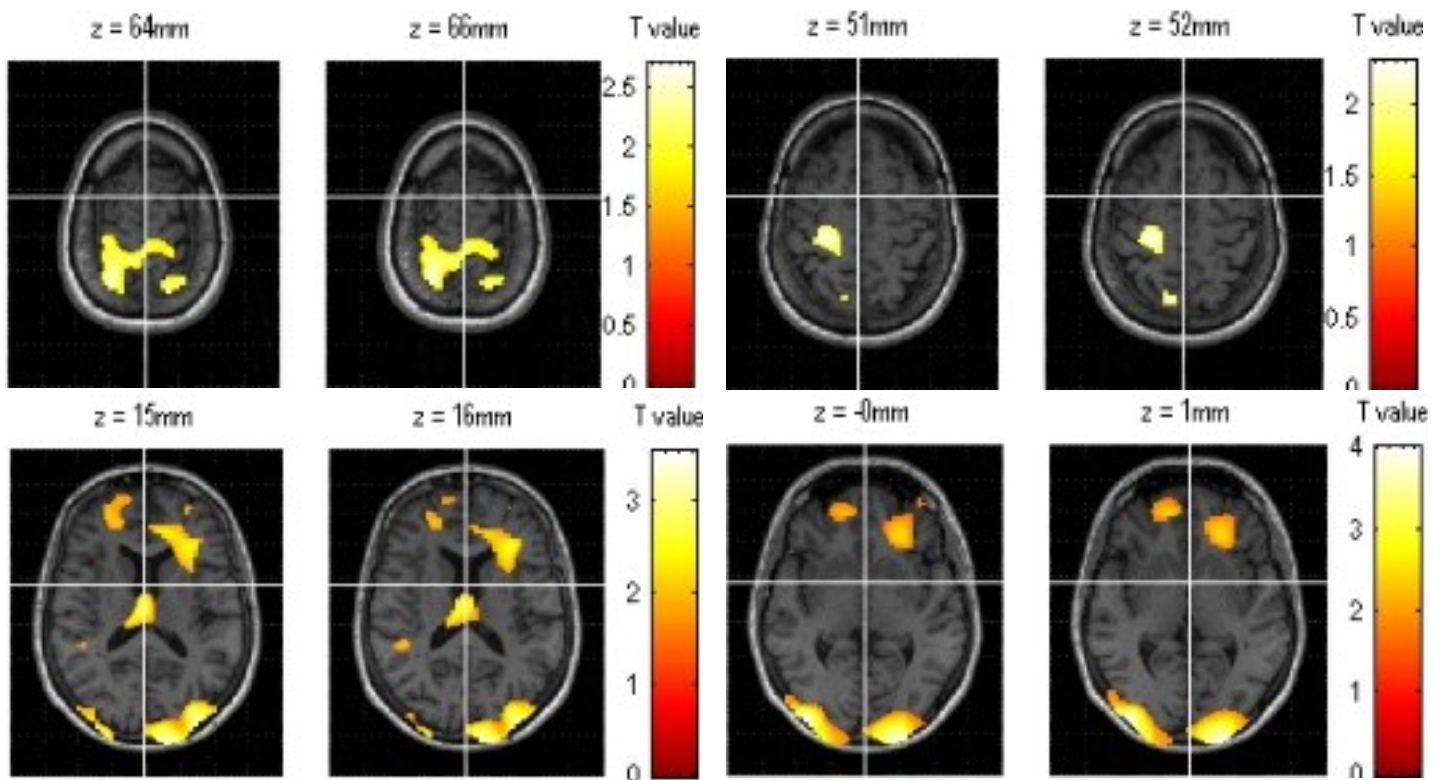 z = 64mm
z = 66mm
T value
2.5
2
1.5
1
0.5
0
z = 51mm
z = 52mm
T value
2
1.5
1
0.5
0
z = 15mm
z = 16mm
T value
3
2
1
0
z = -0mm
z = 1mm
T value
4
3
2
1
0